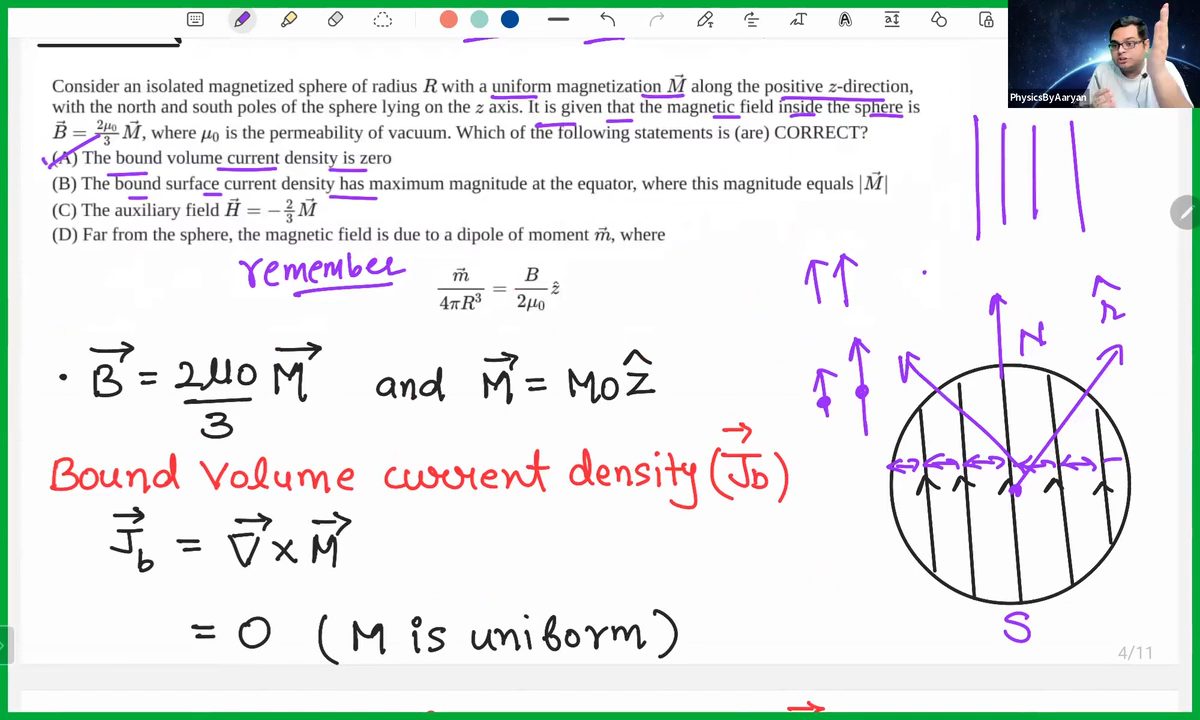 PhysicsByAaryan
Consider an isolated magnetized sphere of radius R with a uniform magnetization M⃗ along the positive z-direction,
with the north and south poles of the sphere lying on the z axis. It is given that the magnetic field inside the sphere is
B⃗ = 2μ₀/3 M⃗, where μ₀ is the permeability of vacuum. Which of the following statements is (are) CORRECT?
(A) The bound volume current density is zero
(B) The bound surface current density has maximum magnitude at the equator, where this magnitude equals |M⃗|
(C) The auxiliary field H⃗ = −2/3 M⃗
(D) Far from the sphere, the magnetic field is due to a dipole of moment m⃗, where
remember
m⃗/4πR³ = B/2μ₀ ẑ
N
r̂
• B⃗ = 2μ₀/3 M⃗ and M⃗ = M₀ẑ
Bound Volume current density (J⃗b)
J⃗b = ∇⃗ × M⃗
= 0 (M is uniform)
S
4/11